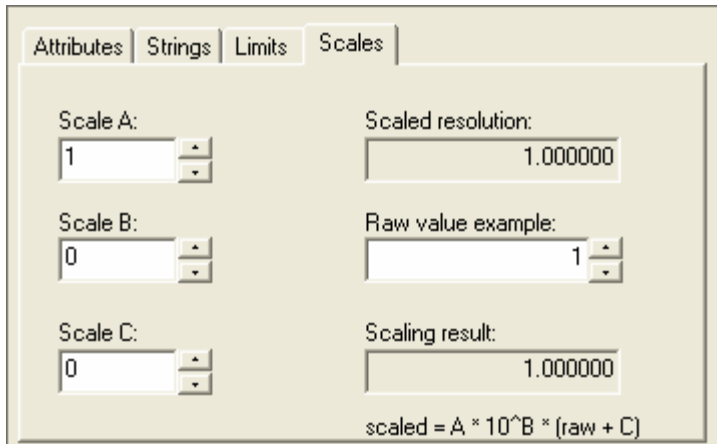 Attributes Strings Limits Scales
Scale A: Scaled resolution:
1 1.000000
Scale B: Raw value example:
0 1
Scale C: Scaling result:
0 1.000000
scaled = A * 10^B * (raw + C)